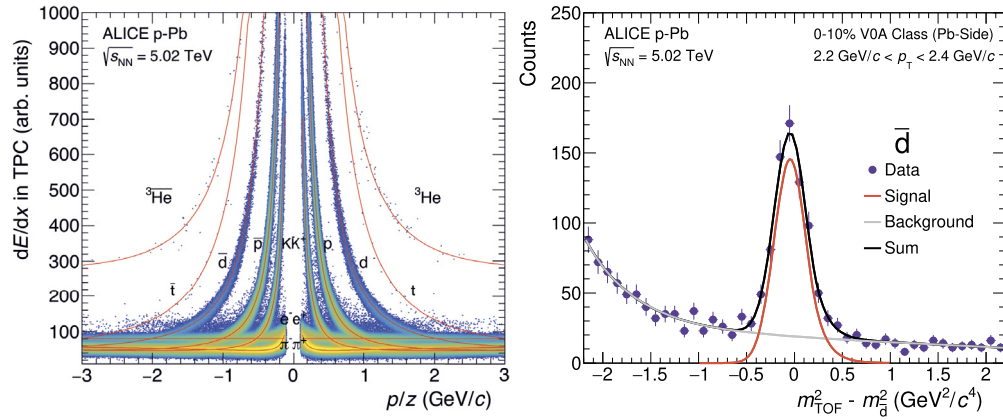 ALICE p-Pb
√s_NN = 5.02 TeV
dE/dx in TPC (arb. units)
1000
900
800
700
600
500
400
300
200
100
³H̅e̅
³He
t̅
d̅
p̅
K⁻K⁺
p
d
t
e⁻ e⁺
π⁻ π⁺
−3 −2 −1 0 1 2 3
p/z (GeV/c)
Counts
250
200
150
100
50
0
ALICE p-Pb
√s_NN = 5.02 TeV
0-10% V0A Class (Pb-Side)
2.2 GeV/c < p_T < 2.4 GeV/c
d̅
Data
Signal
Background
Sum
−2 −1.5 −1 −0.5 0 0.5 1 1.5 2
m²_TOF - m²_d̅ (GeV²/c⁴)